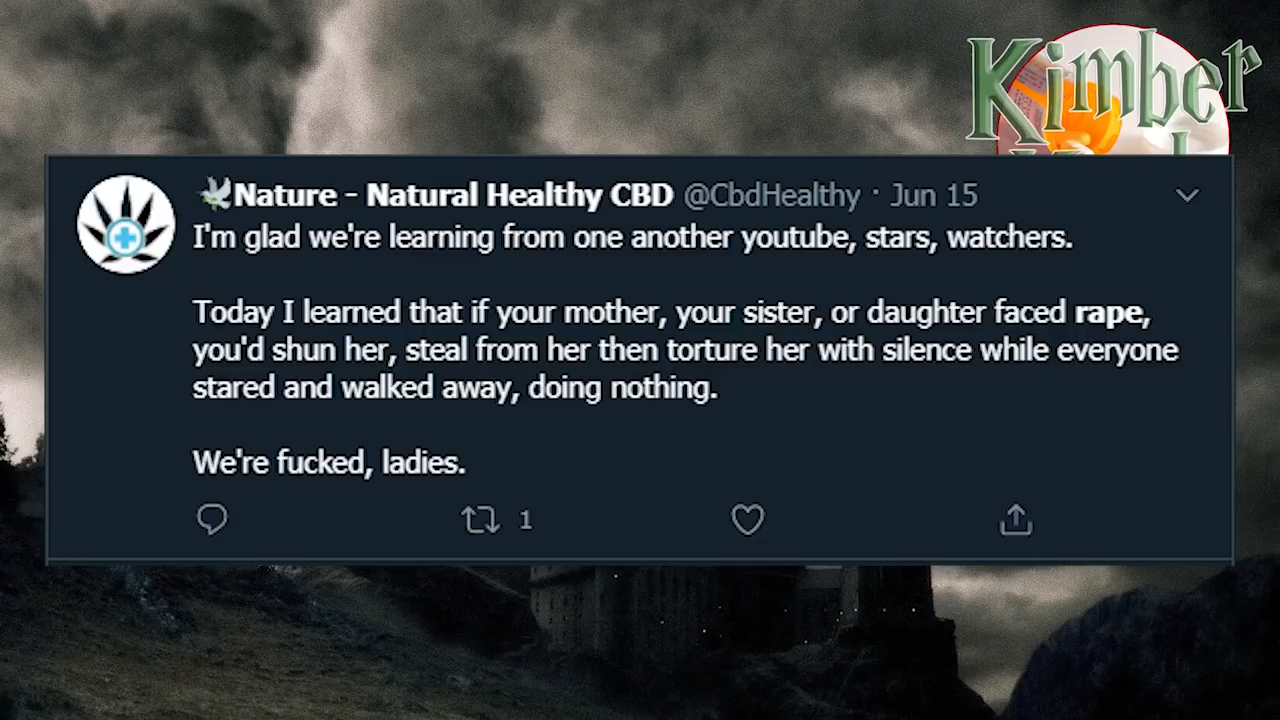 Kimber
🕊Nature - Natural Healthy CBD @CbdHealthy · Jun 15
I'm glad we're learning from one another youtube, stars, watchers.
Today I learned that if your mother, your sister, or daughter faced rape,
you'd shun her, steal from her then torture her with silence while everyone
stared and walked away, doing nothing.
We're fucked, ladies.
1